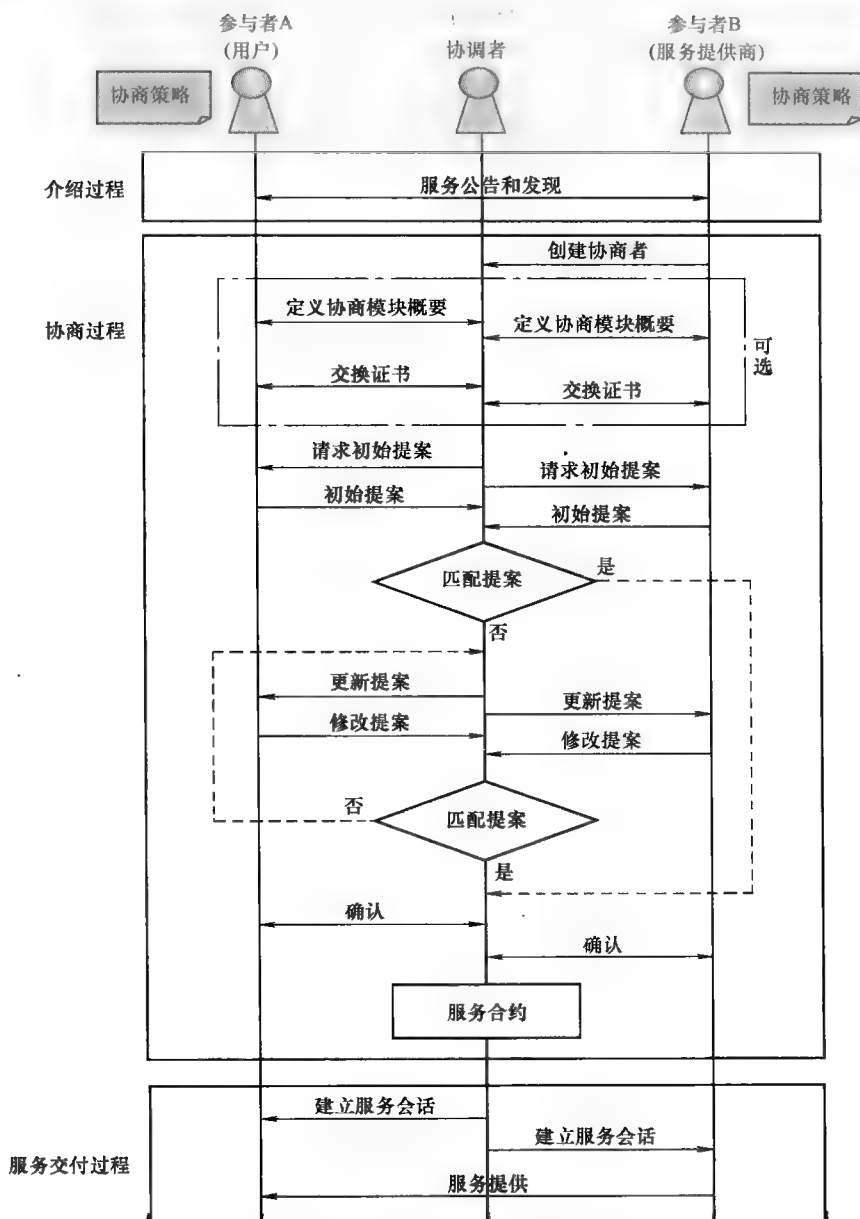 参与者A
(用户)
协调者
参与者B
(服务提供商)
协商策略
协商策略
介绍过程
服务公告和发现
协商过程
创建协商者
定义协商模块概要
定义协商模块概要
可选
交换证书
交换证书
请求初始提案
请求初始提案
初始提案
初始提案
匹配提案
是
否
更新提案
更新提案
修改提案
修改提案
否
匹配提案
是
确认
确认
服务合约
服务交付过程
建立服务会话
建立服务会话
服务提供